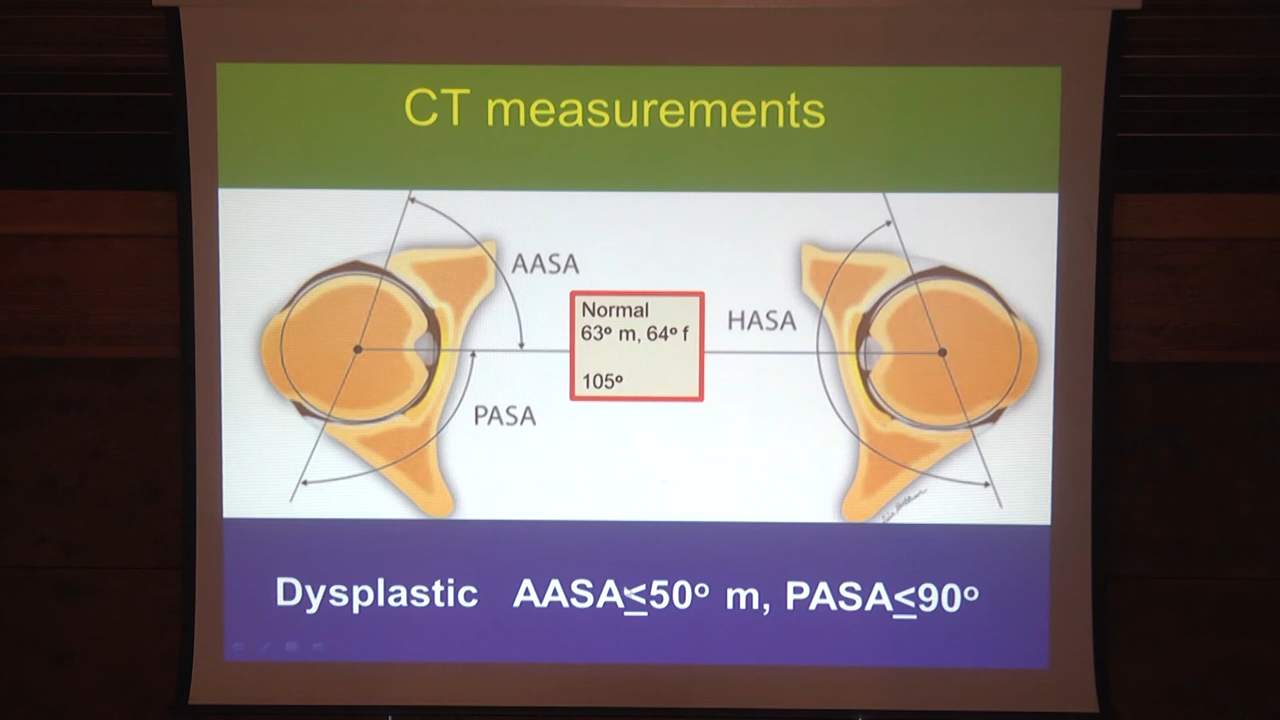 CT measurements
AASA
Normal
63º m, 64º f
105º
HASA
PASA
Dysplastic AASA≤50º m, PASA≤90º